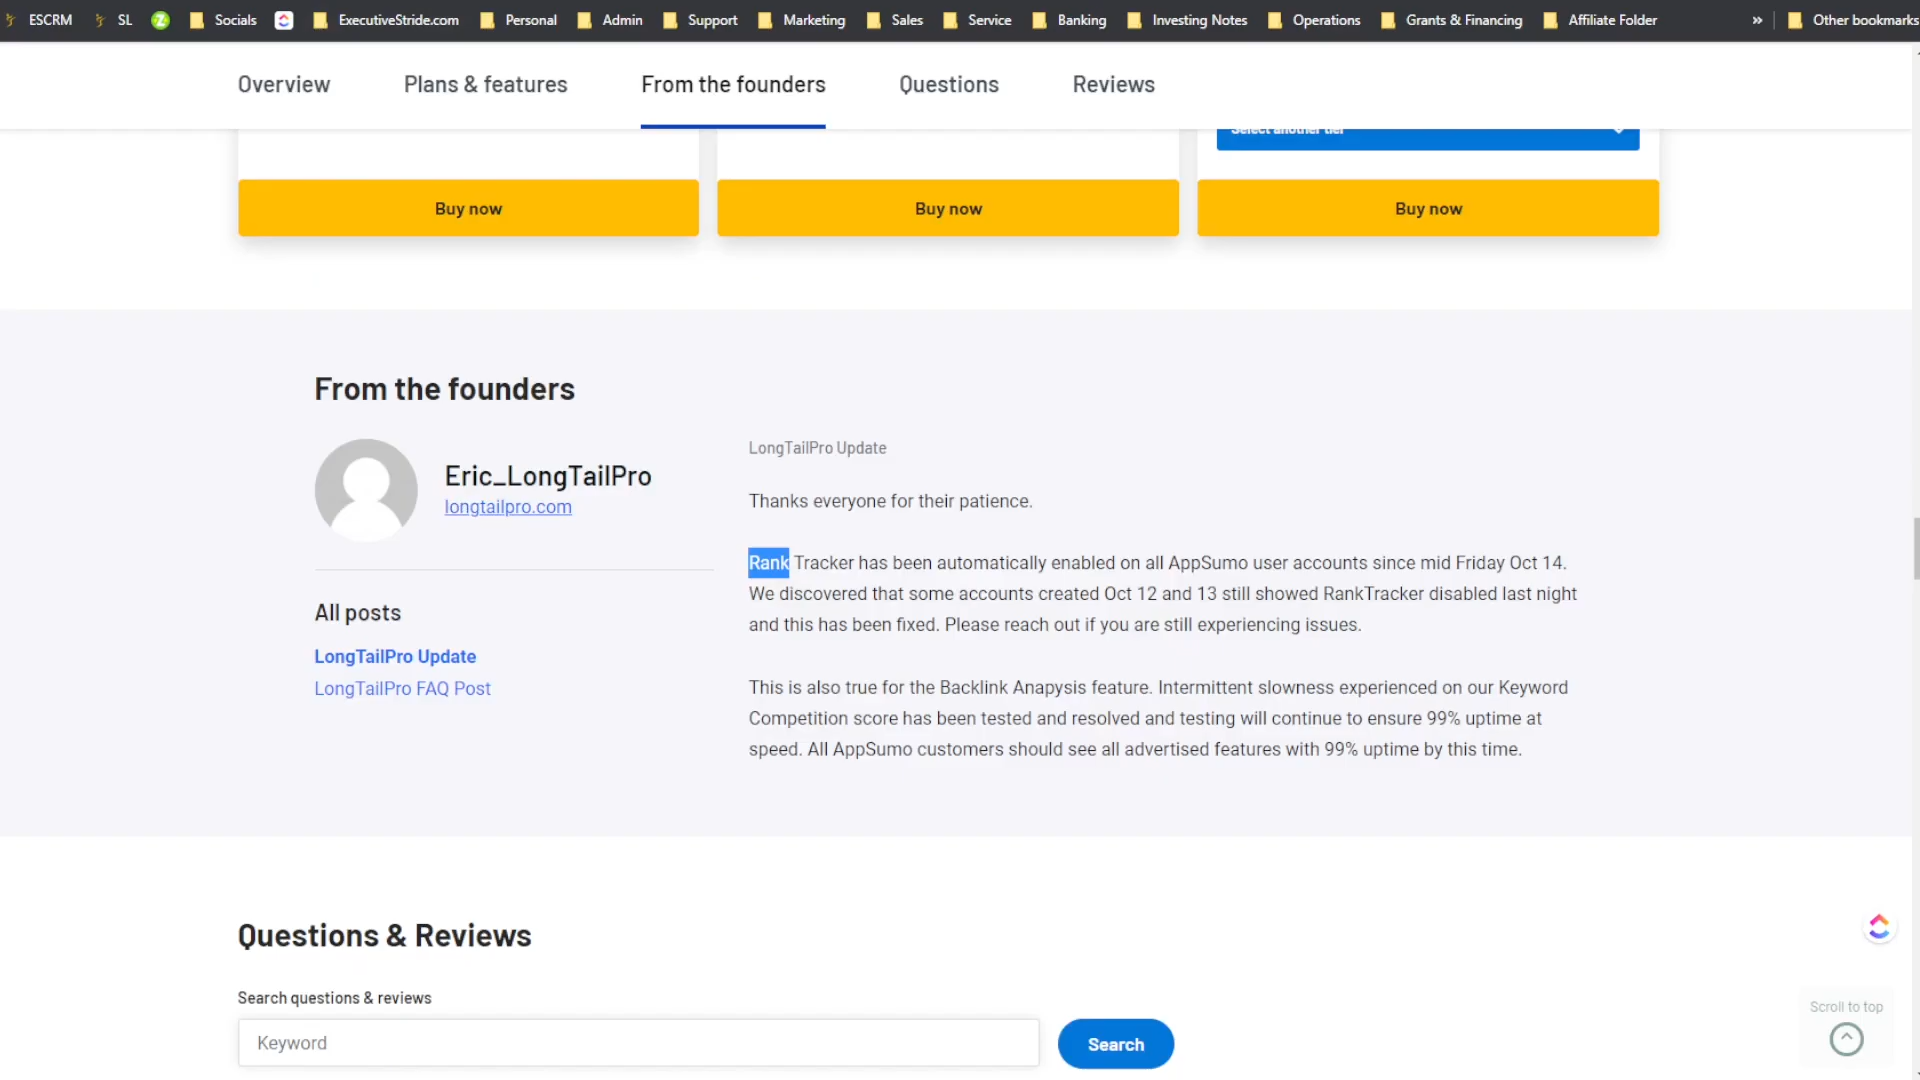 ESCRM SL Socials ExecutiveStride.com Personal Admin Support Marketing Sales Service Banking Investing Notes Operations Grants & Financing Affiliate Folder » Other bookmarks
Overview Plans & features From the founders Questions Reviews
Select another tier
Buy now Buy now Buy now
From the founders
Eric_LongTailPro
longtailpro.com
All posts
LongTailPro Update
LongTailPro FAQ Post
LongTailPro Update
Thanks everyone for their patience.
Rank Tracker has been automatically enabled on all AppSumo user accounts since mid Friday Oct 14.
We discovered that some accounts created Oct 12 and 13 still showed RankTracker disabled last night
and this has been fixed. Please reach out if you are still experiencing issues.
This is also true for the Backlink Anapysis feature. Intermittent slowness experienced on our Keyword
Competition score has been tested and resolved and testing will continue to ensure 99% uptime at
speed. All AppSumo customers should see all advertised features with 99% uptime by this time.
Questions & Reviews
Search questions & reviews
Keyword
Search
Scroll to top